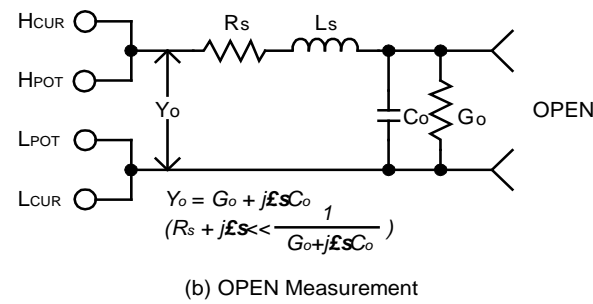 HCUR
Rs
Ls
HPOT
Yo
Co
Go
OPEN
LPOT
LCUR
Yo = Go + j£sCo
(Rs + j£s<< 1 / Go+j£sCo )
(b) OPEN Measurement